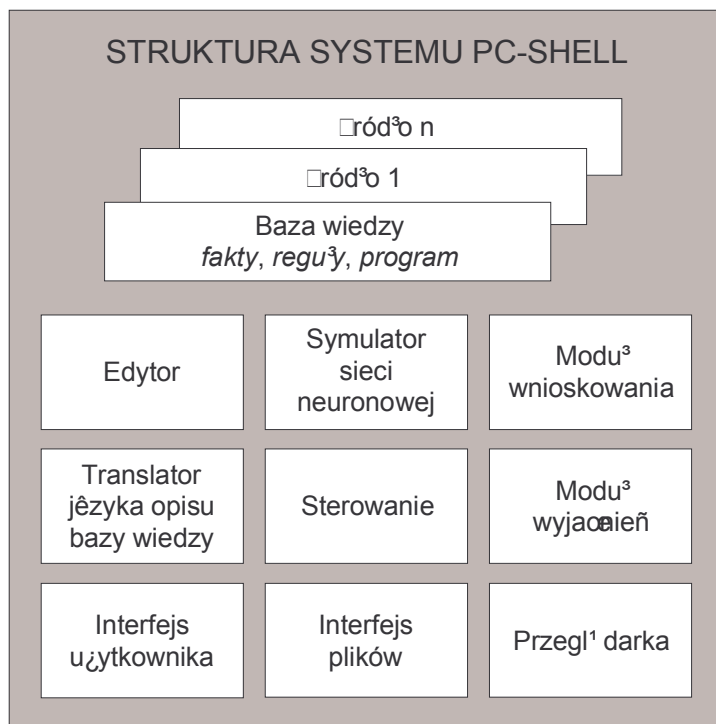 STRUKTURA SYSTEMU PC-SHELL
□ród³o n
□ród³o 1
Baza wiedzy
fakty, regu³y, program
Edytor
Symulator
sieci
neuronowej
Modu³
wnioskowania
Translator
jêzyka opisu
bazy wiedzy
Sterowanie
Modu³
wyjaœnieñ
Interfejs
u¿ytkownika
Interfejs
plików
Przegl¹ darka